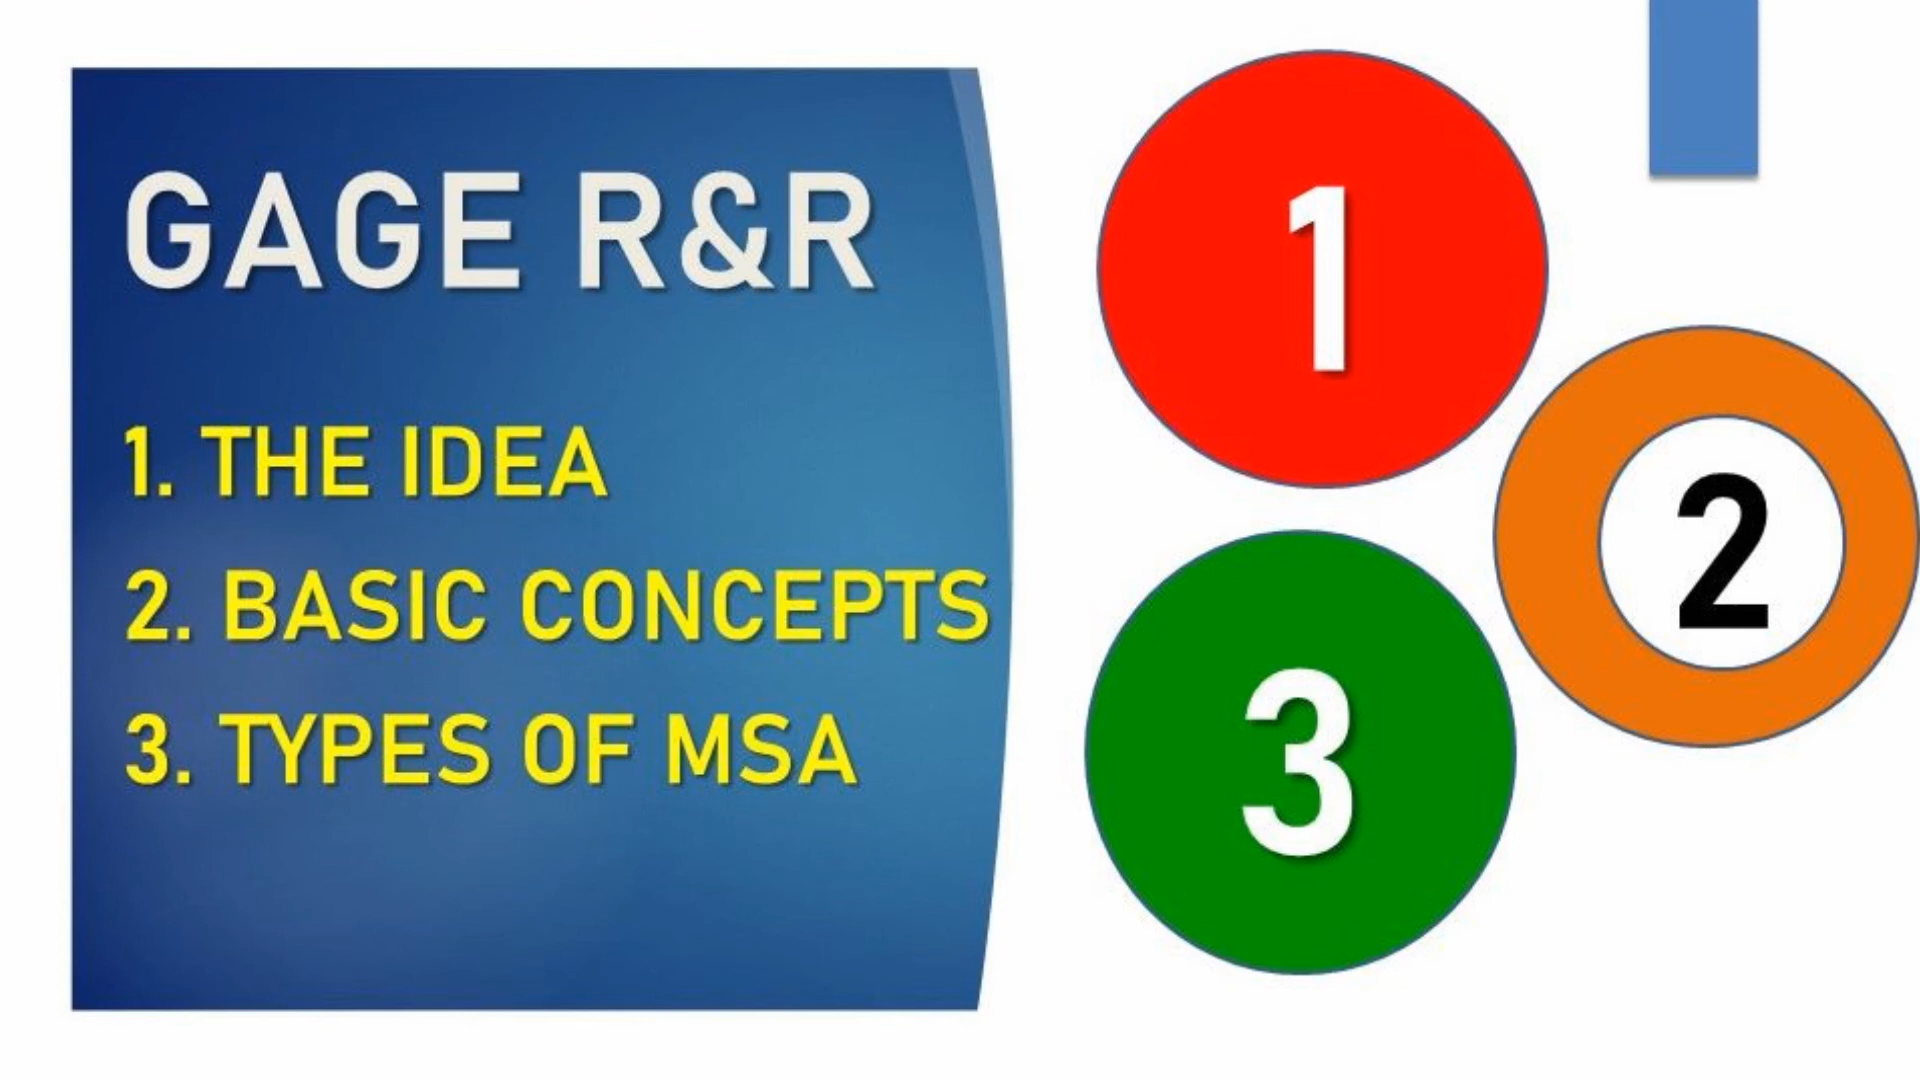 GAGE R&R
1. THE IDEA
2. BASIC CONCEPTS
3. TYPES OF MSA
1
2
3